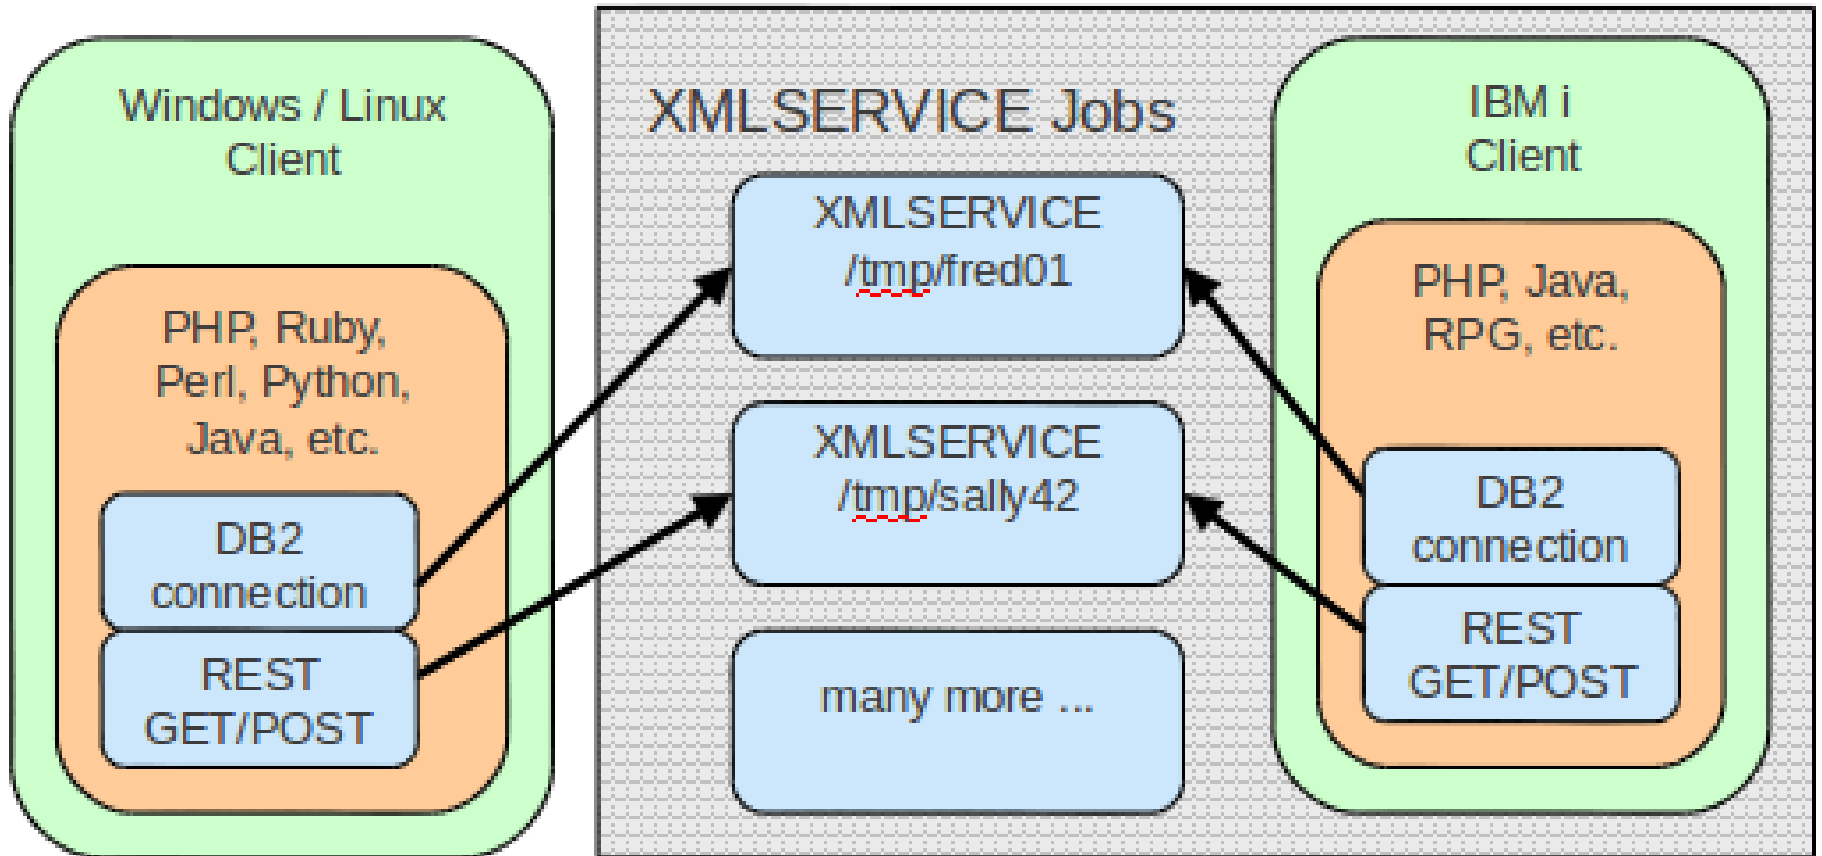 Windows / Linux
Client
PHP, Ruby,
Perl, Python,
Java, etc.
DB2
connection
REST
GET/POST
XMLSERVICE Jobs
XMLSERVICE
/tmp/fred01
XMLSERVICE
/tmp/sally42
many more ...
IBM i
Client
PHP, Java,
RPG, etc.
DB2
connection
REST
GET/POST